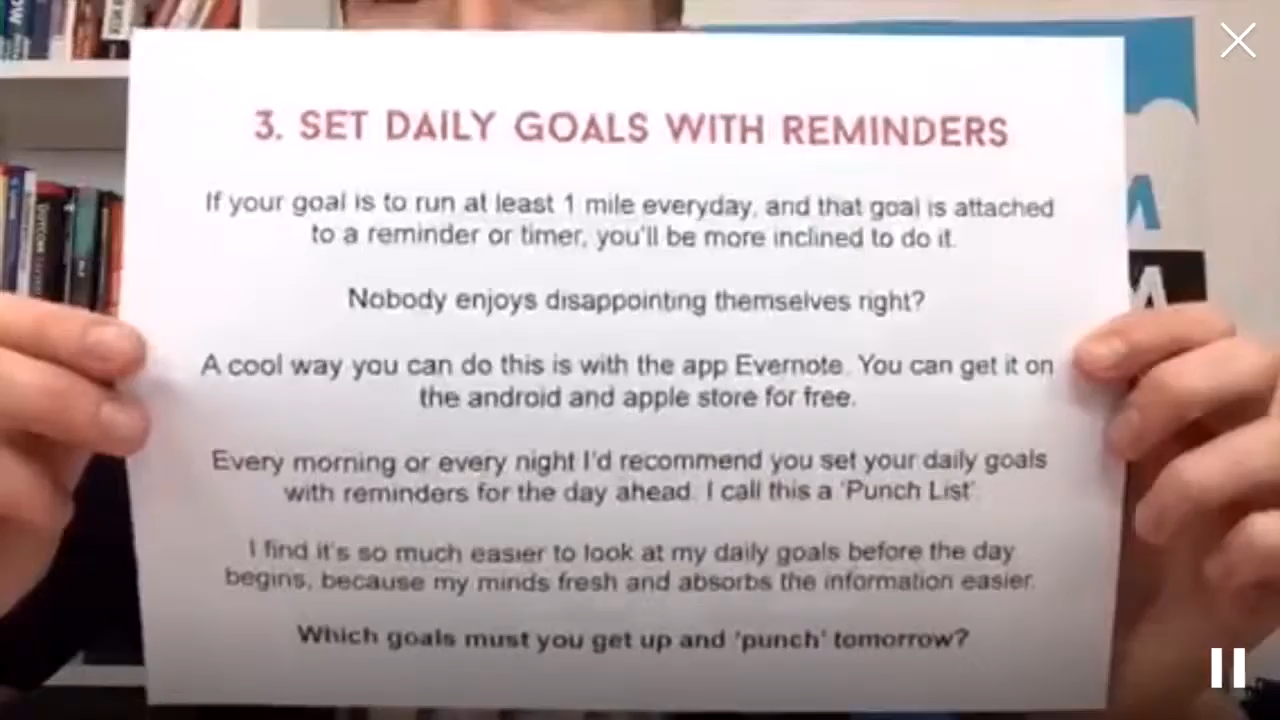 3. SET DAILY GOALS WITH REMINDERS
If your goal is to run at least 1 mile everyday, and that goal is attached
to a reminder or timer, you'll be more inclined to do it.
Nobody enjoys disappointing themselves right?
A cool way you can do this is with the app Evernote. You can get it on
the android and apple store for free.
Every morning or every night I'd recommend you set your daily goals
with reminders for the day ahead. I call this a 'Punch List'.
I find it's so much easier to look at my daily goals before the day
begins, because my minds fresh and absorbs the information easier.
Which goals must you get up and 'punch' tomorrow?